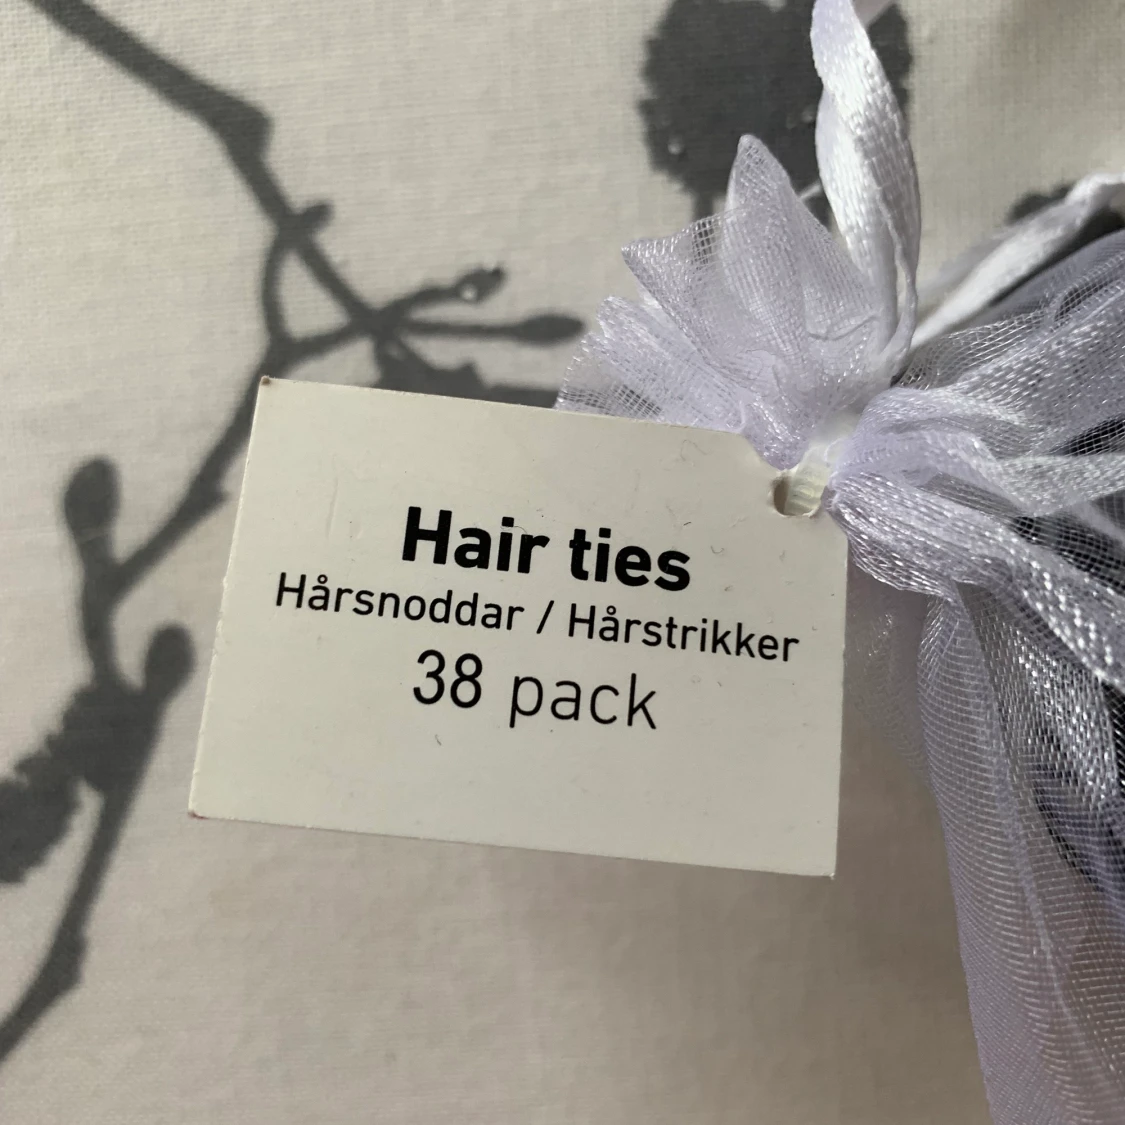 Hair ties
Hårsnoddar / Hårstrikker
38 pack